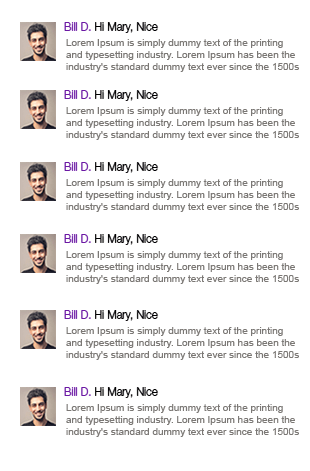 Bill D. Hi Mary, Nice
Lorem Ipsum is simply dummy text of the printing
and typesetting industry. Lorem Ipsum has been the
industry's standard dummy text ever since the 1500s
Bill D. Hi Mary, Nice
Lorem Ipsum is simply dummy text of the printing
and typesetting industry. Lorem Ipsum has been the
industry's standard dummy text ever since the 1500s
Bill D. Hi Mary, Nice
Lorem Ipsum is simply dummy text of the printing
and typesetting industry. Lorem Ipsum has been the
industry's standard dummy text ever since the 1500s
Bill D. Hi Mary, Nice
Lorem Ipsum is simply dummy text of the printing
and typesetting industry. Lorem Ipsum has been the
industry's standard dummy text ever since the 1500s
Bill D. Hi Mary, Nice
Lorem Ipsum is simply dummy text of the printing
and typesetting industry. Lorem Ipsum has been the
industry's standard dummy text ever since the 1500s
Bill D. Hi Mary, Nice
Lorem Ipsum is simply dummy text of the printing
and typesetting industry. Lorem Ipsum has been the
industry's standard dummy text ever since the 1500s